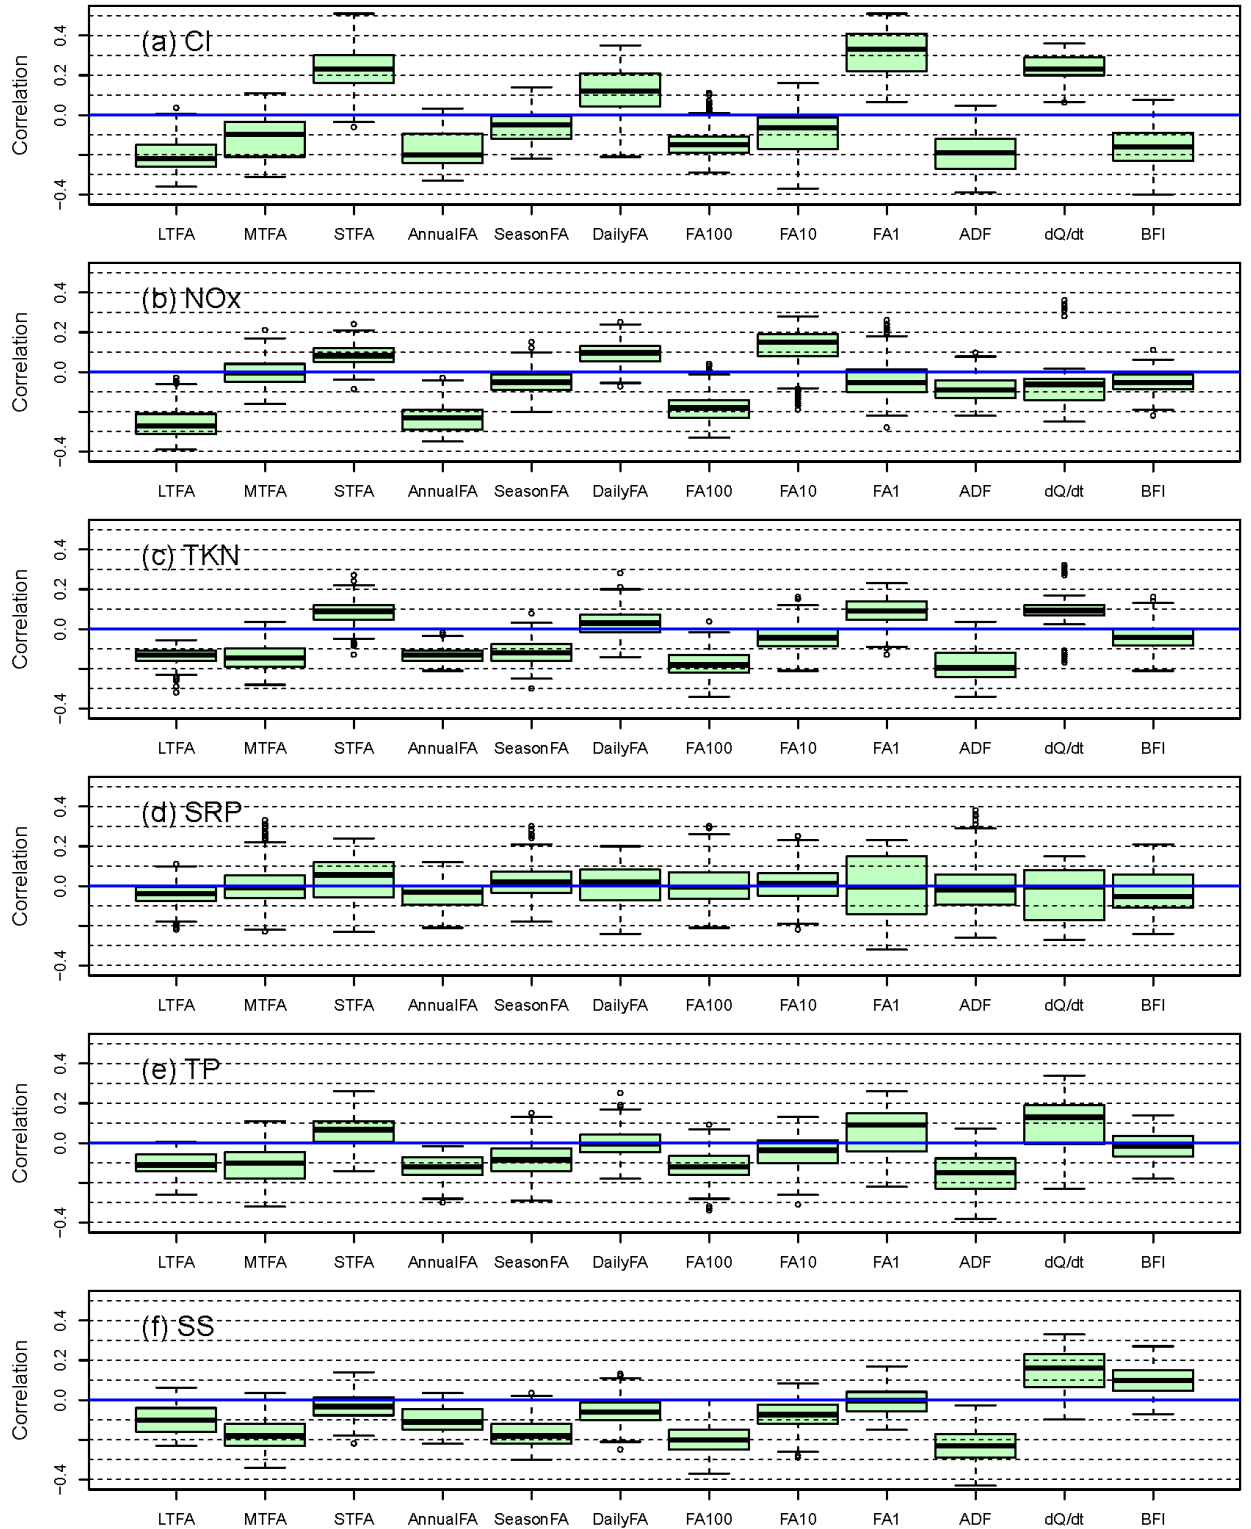 (a) Cl
Correlation
0.4
0.2
0.0
−0.4
LTFA MTFA STFA AnnualFA SeasonFA DailyFA FA100 FA10 FA1 ADF dQ/dt BFI
(b) NOx
Correlation
0.4
0.2
0.0
−0.4
LTFA MTFA STFA AnnualFA SeasonFA DailyFA FA100 FA10 FA1 ADF dQ/dt BFI
(c) TKN
Correlation
0.4
0.2
0.0
−0.4
LTFA MTFA STFA AnnualFA SeasonFA DailyFA FA100 FA10 FA1 ADF dQ/dt BFI
(d) SRP
Correlation
0.4
0.2
0.0
−0.4
LTFA MTFA STFA AnnualFA SeasonFA DailyFA FA100 FA10 FA1 ADF dQ/dt BFI
(e) TP
Correlation
0.4
0.2
0.0
−0.4
LTFA MTFA STFA AnnualFA SeasonFA DailyFA FA100 FA10 FA1 ADF dQ/dt BFI
(f) SS
Correlation
0.4
0.2
0.0
−0.4
LTFA MTFA STFA AnnualFA SeasonFA DailyFA FA100 FA10 FA1 ADF dQ/dt BFI